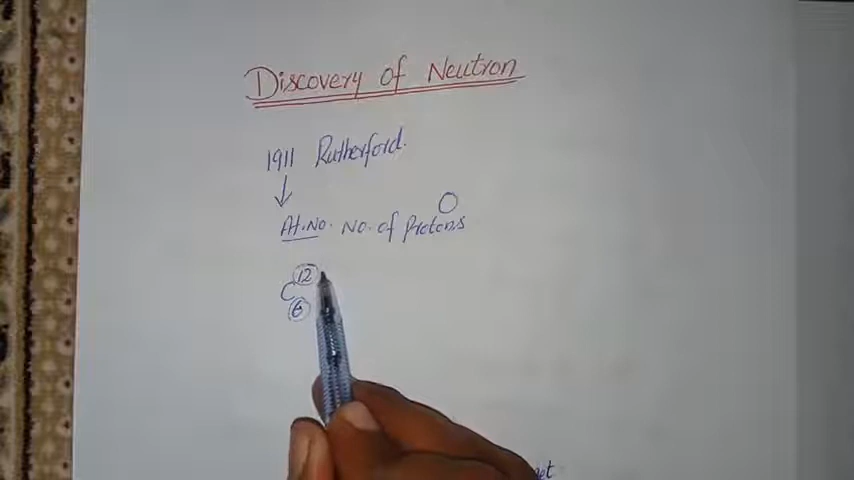 Discovery of Neutron
1911 Rutherford.
At.No. No. of Protons
12
C
6